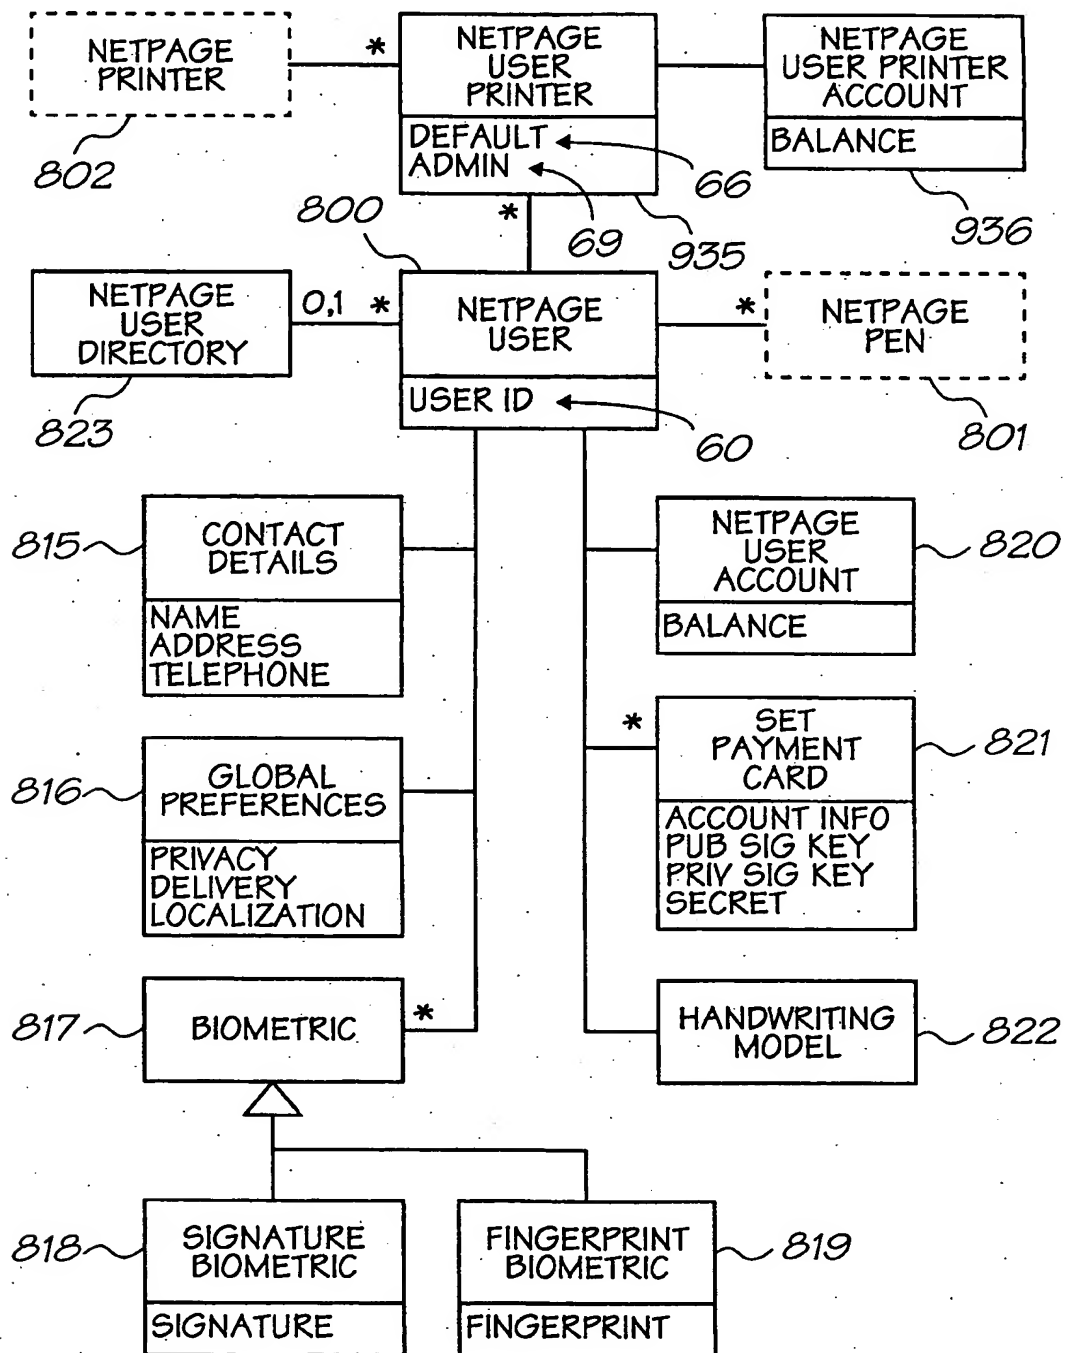 NETPAGE
PRINTER
*
NETPAGE
USER
PRINTER
DEFAULT
ADMIN
NETPAGE
USER PRINTER
ACCOUNT
BALANCE
802
66
69
935
936
800
*
NETPAGE
USER
DIRECTORY
0,1
*
NETPAGE
USER
USER ID
*
NETPAGE
PEN
823
60
801
815
CONTACT
DETAILS
NAME
ADDRESS
TELEPHONE
NETPAGE
USER
ACCOUNT
BALANCE
820
816
GLOBAL
PREFERENCES
PRIVACY
DELIVERY
LOCALIZATION
*
SET
PAYMENT
CARD
ACCOUNT INFO
PUB SIG KEY
PRIV SIG KEY
SECRET
821
817
BIOMETRIC
*
HANDWRITING
MODEL
822
818
SIGNATURE
BIOMETRIC
SIGNATURE
FINGERPRINT
BIOMETRIC
FINGERPRINT
819